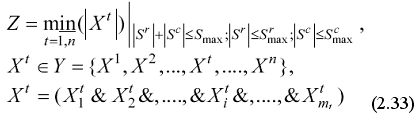 Z = min_{t=1,n}(|X^t|)| _{||S^r|+|S^c|≤S_max;|S^r|≤S^r_max;|S^c|≤S^c_max} ,
X^t ∈ Y = {X^1, X^2, ..., X^t, ...., X^n},
X^t = (X^t_1 & X^t_2 &, ...., & X^t_i &, ...., & X^t_{m_t}) (2.33)